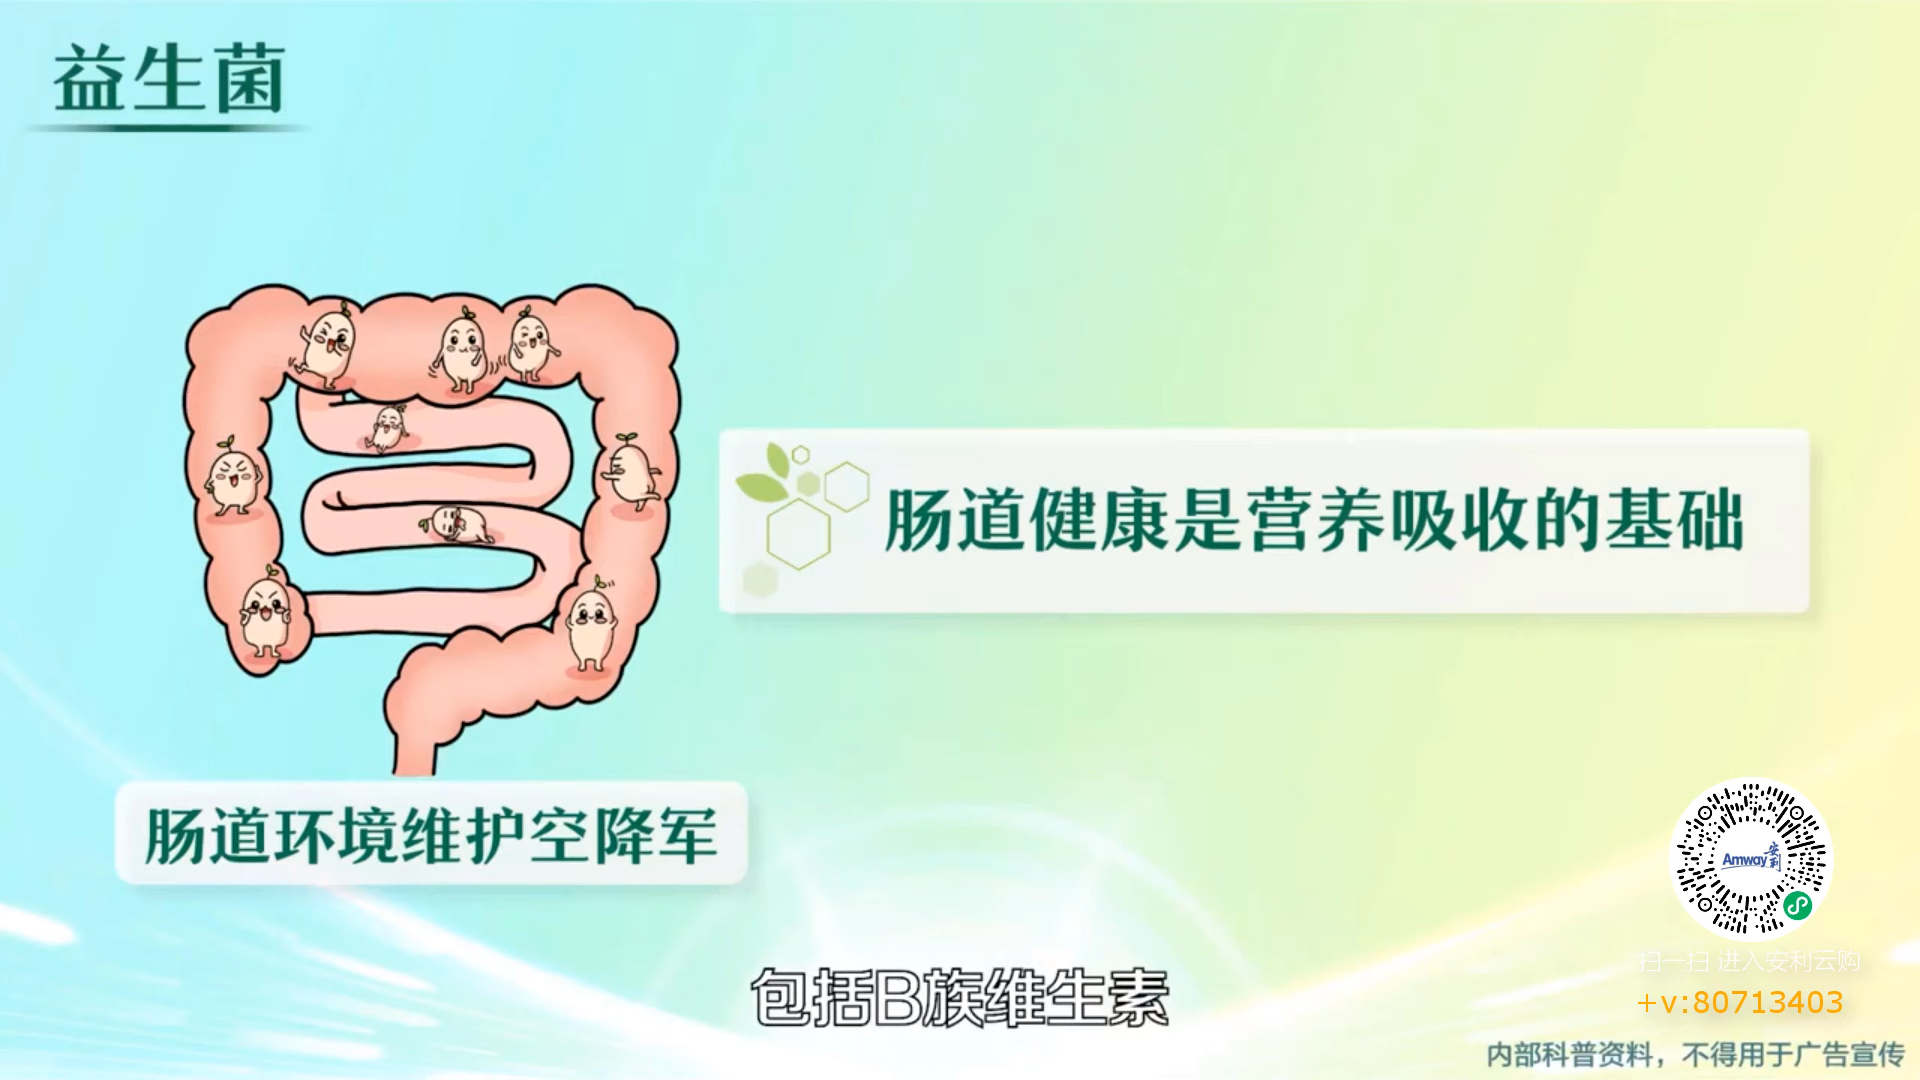 益生菌
肠道健康是营养吸收的基础
肠道环境维护空降军
Amway安利
扫一扫 进入安利云购
+v:80713403
包括B族维生素
内部科普资料，不得用于广告宣传